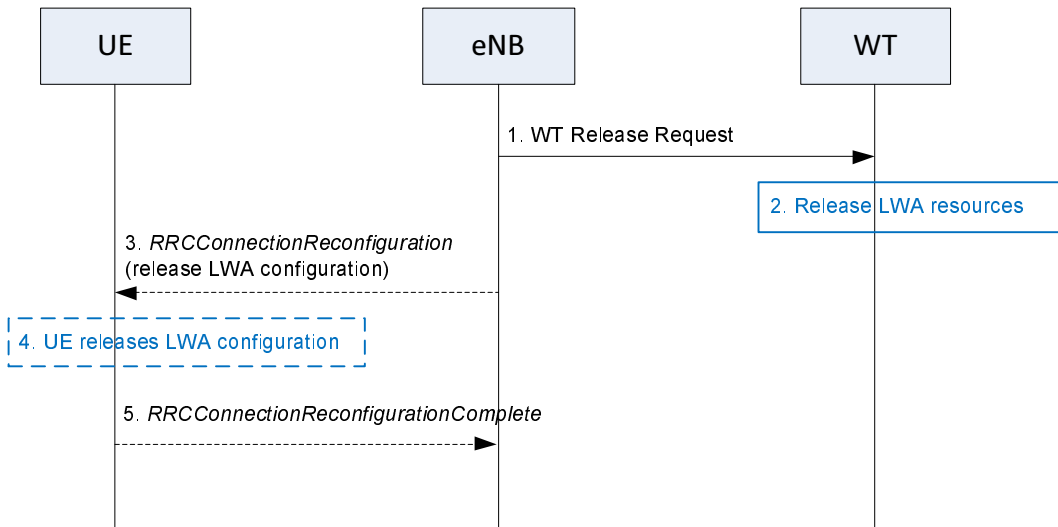 UE
eNB
WT
1. WT Release Request
2. Release LWA resources
3. RRCConnectionReconfiguration
(release LWA configuration)
4. UE releases LWA configuration
5. RRCConnectionReconfigurationComplete